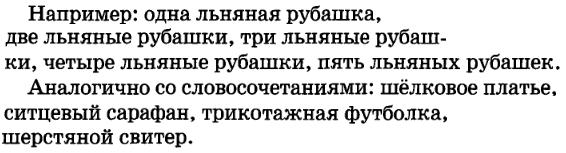 Например: одна льняная рубашка,
две льняные рубашки, три льняные рубаш-
ки, четыре льняные рубашки, пять льняных рубашек.
Аналогично со словосочетаниями: шёлковое платье,
ситцевый сарафан, трикотажная футболка,
шерстяной свитер.